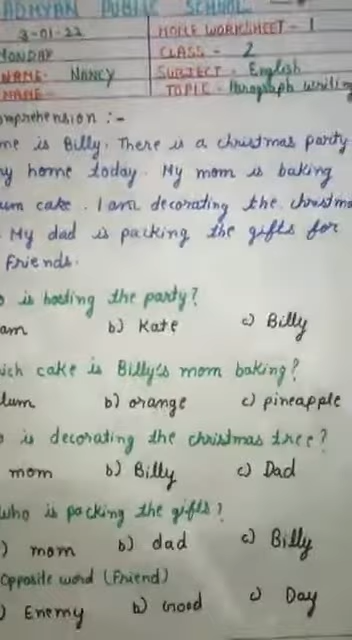 PUBLIC SCHOOL
3-01-22 HOME WORKSHEET - 1
MONDAY CLASS - 2
NAME- NANCY SUBJECT - English
NAME- TOPIC - Paragraph writing
omprehension :-
me is Billy. There is a christmas party
y home today. My mom is baking
um cake. I am decorating the christma
My dad is packing the gifts for
Friends.
o is hosting the party?
am b) Kate c) Billy
ich cake is Billy's mom baking?
lum b) orange c) pineapple
o is decorating the christmas tree?
mom b) Billy c) Dad
who is packing the gifts?
) mom b) dad c) Billy
Opposite word (Friend)
) Enemy b) Good c) Day